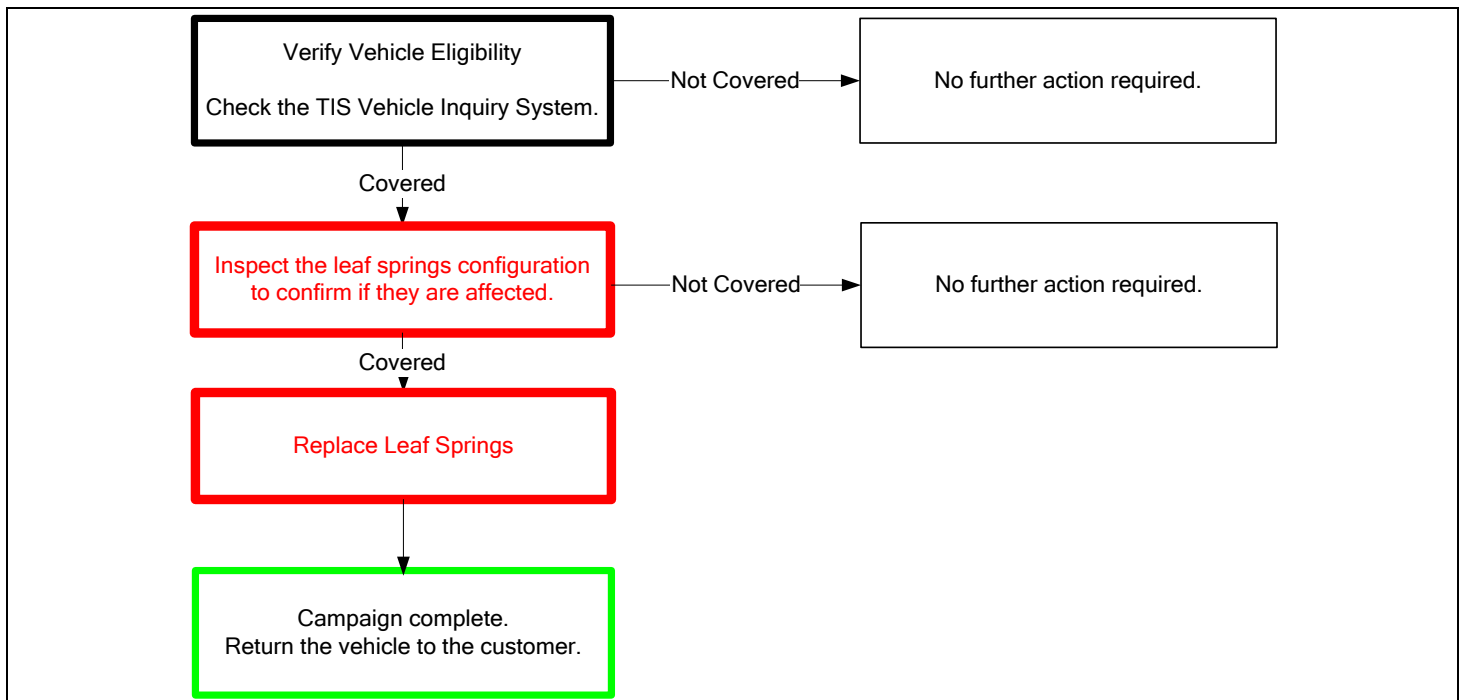 Verify Vehicle Eligibility
Check the TIS Vehicle Inquiry System.
Not Covered
No further action required.
Covered
Inspect the leaf springs configuration
to confirm if they are affected.
Not Covered
No further action required.
Covered
Replace Leaf Springs
Campaign complete.
Return the vehicle to the customer.